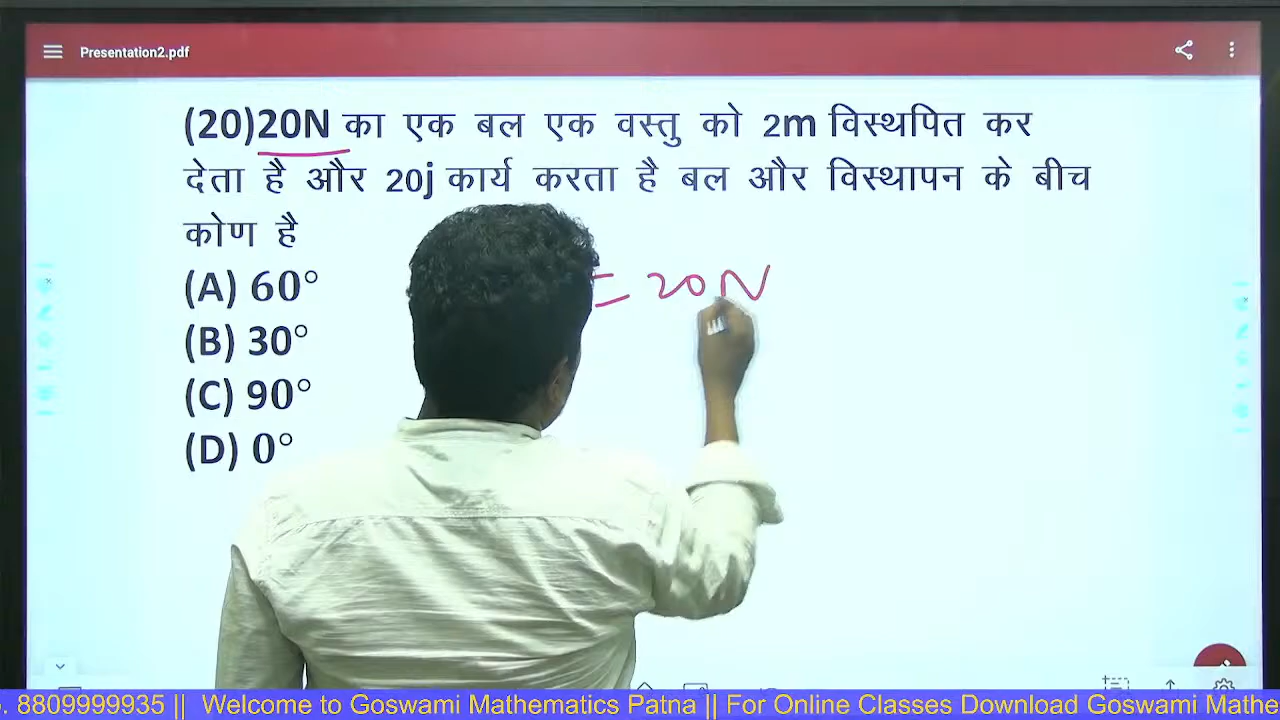 Presentation2.pdf
(20)20N का एक बल एक वस्तु को 2m विस्थपित कर
देता है और 20j कार्य करता है बल और विस्थापन के बीच
कोण है
= 20N
(A) 60°
(B) 30°
(C) 90°
(D) 0°
. 8809999935 || Welcome to Goswami Mathematics Patna || For Online Classes Download Goswami Mathe